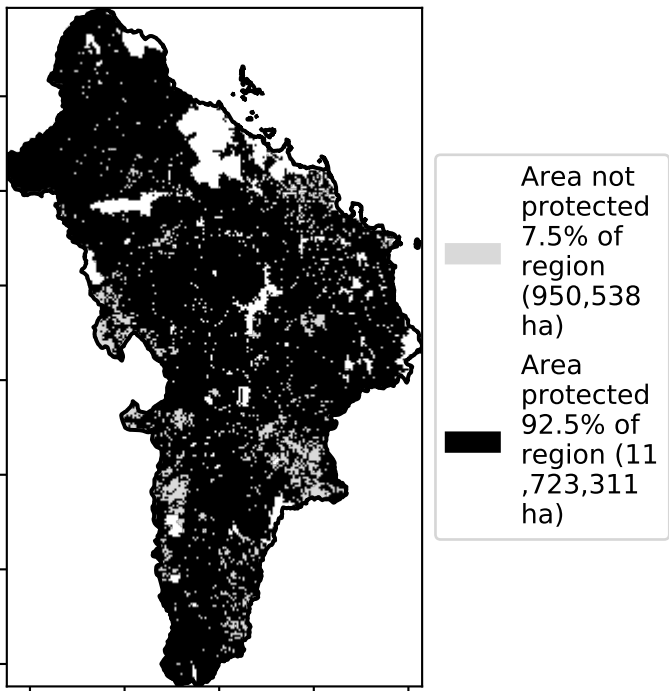 Area not
protected
7.5% of
region
(950,538
ha)
Area
protected
92.5% of
region (11
,723,311
ha)